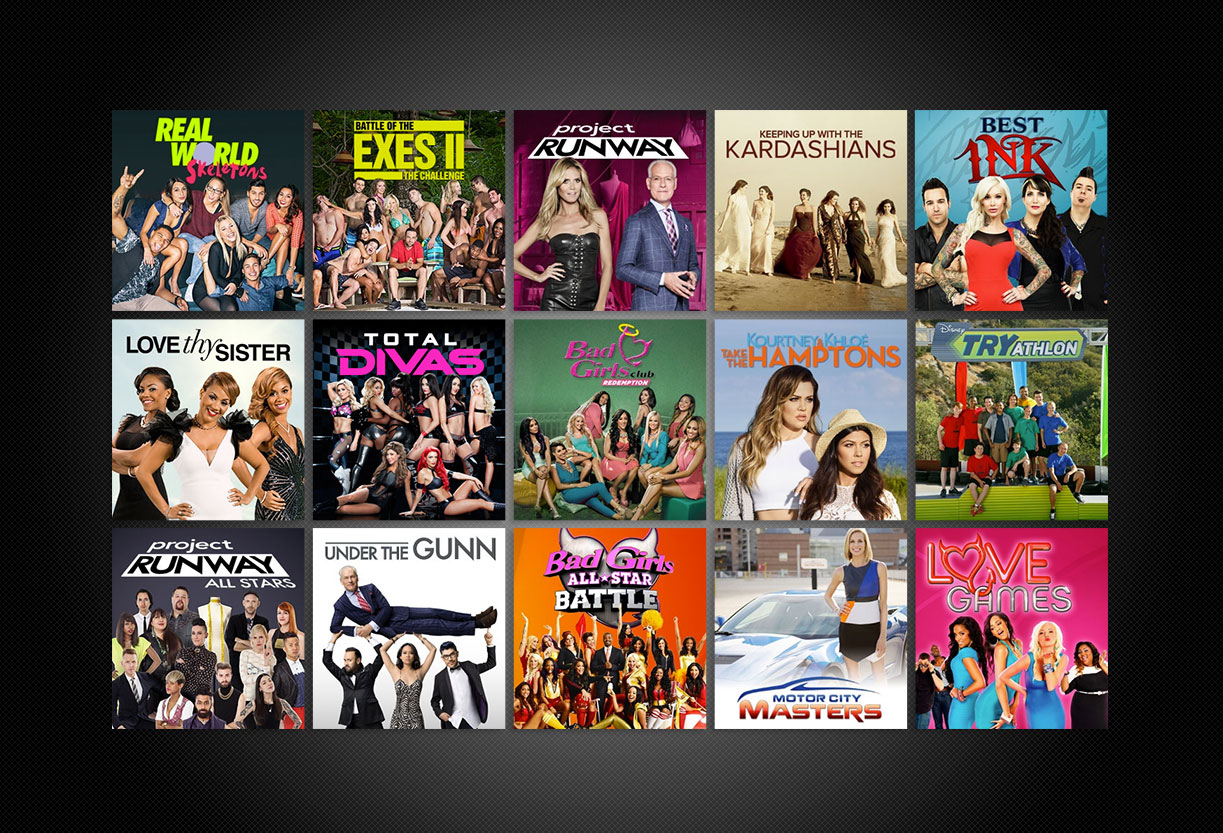 REAL
WORLD
SKeLeToNS
BATTLE OF THE
EXES II
THE CHALLENGE
project
RUNWAY
KEEPING UP WITH THE
KARDASHIANS
BEST
INK
LOVE thy SISTER
TOTAL
DIVAS
Bad
Girls club
REDEMPTION
KOURTNEY & KHLOÉ
TAKE THE HAMPTONS
Disney
TRYATHLON
project
RUNWAY
ALL STARS
UNDER THE GUNN
Bad Girls
ALL★STAR
BATTLE
MOTOR CITY
MASTERS
LOVE
GAMES